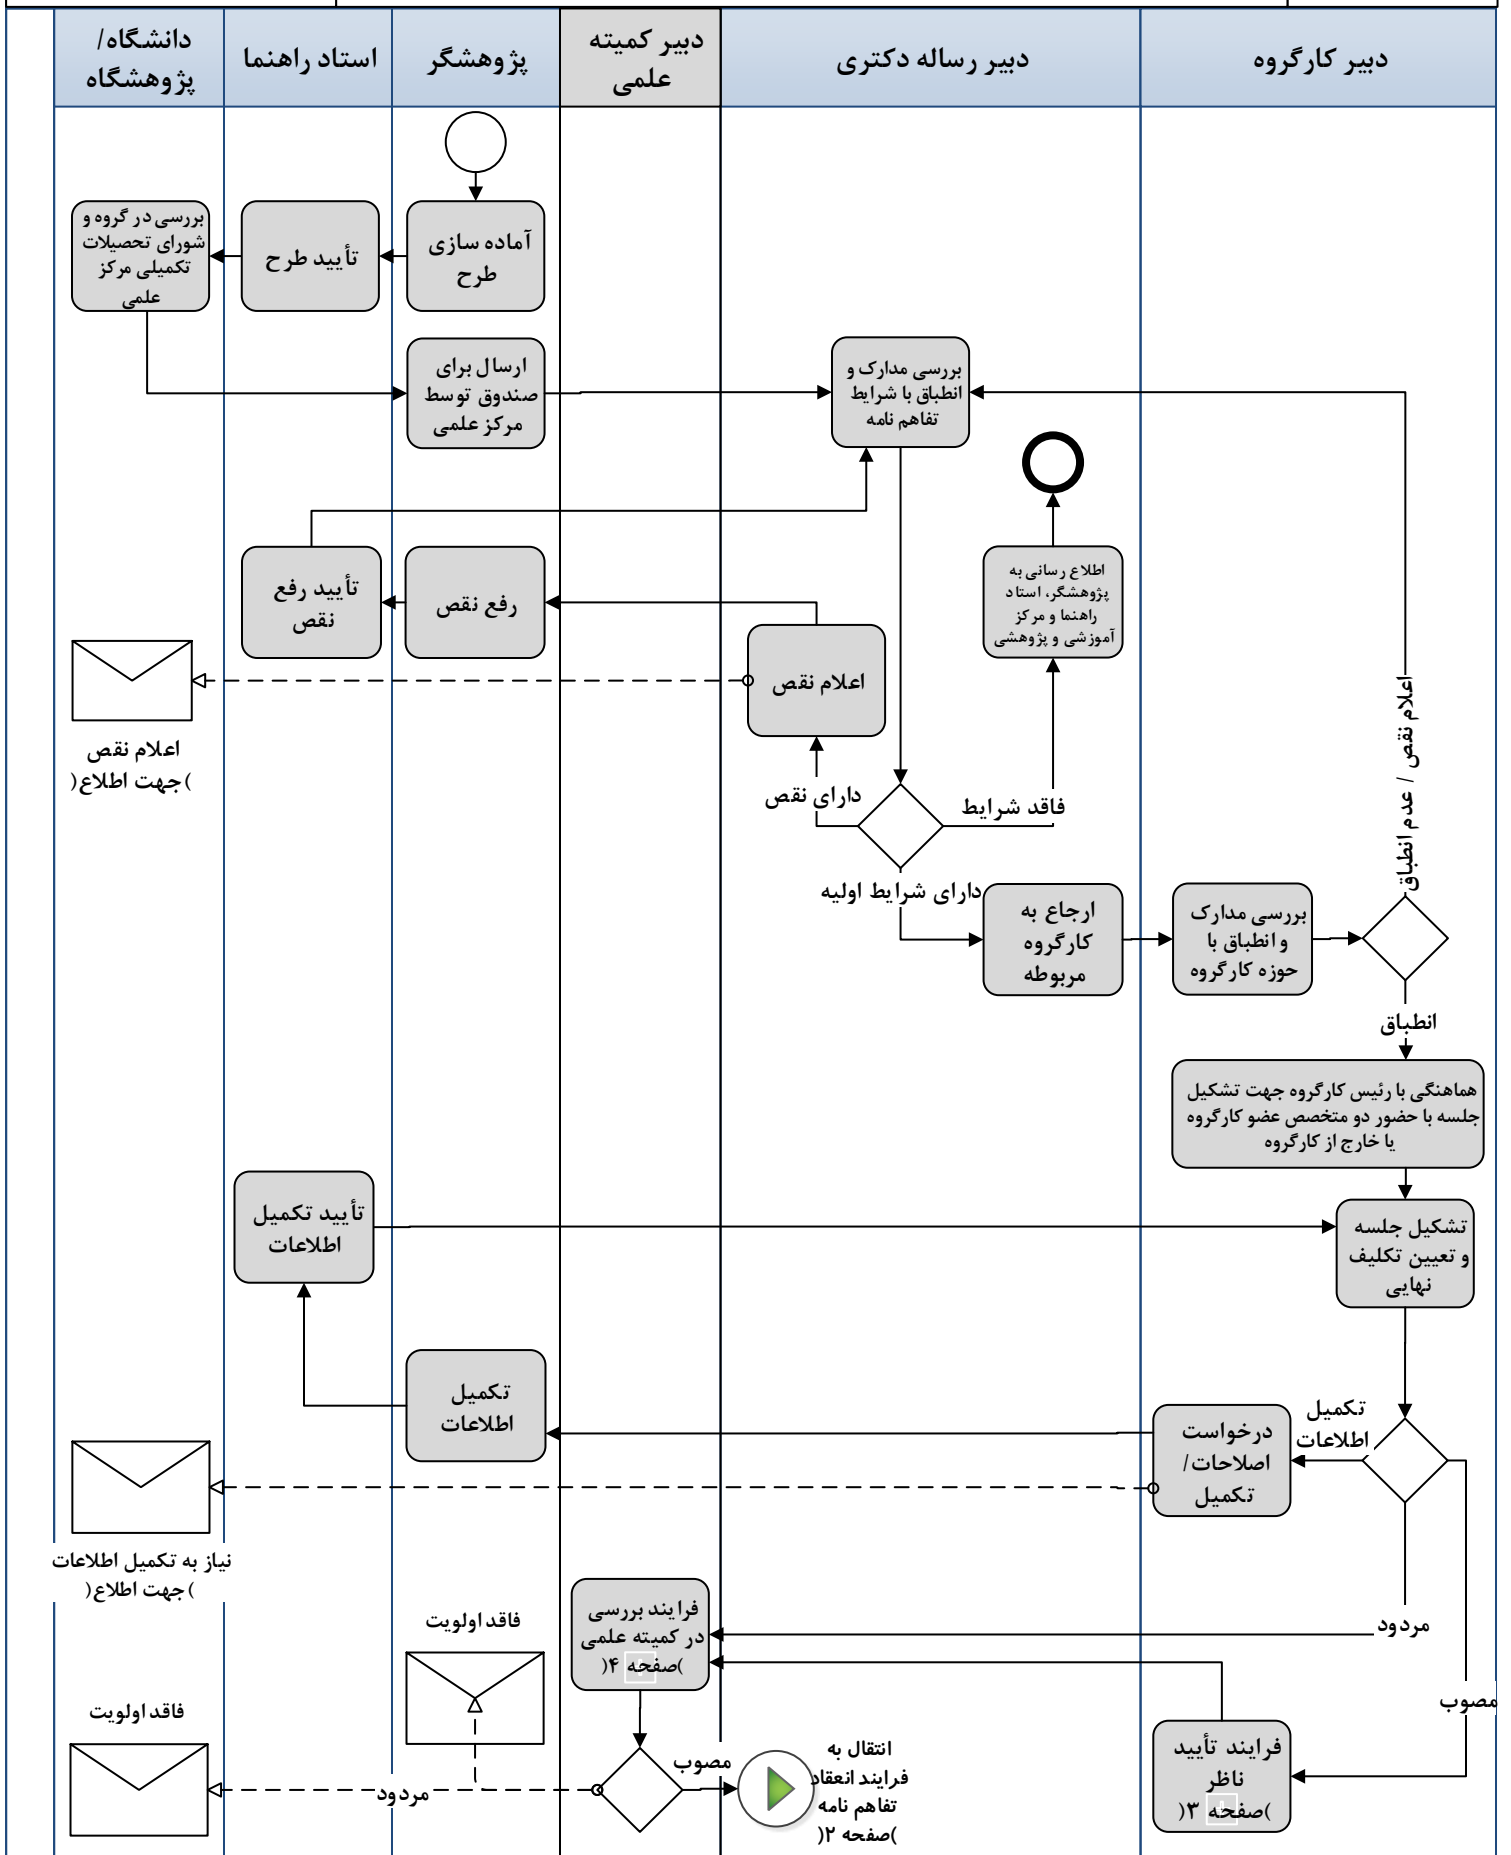 دبیر کارگروه
دبیر رساله دکتری
دبیر کمیته
علمی
پژوهشگر
استاد راهنما
دانشگاه/
پژوهشگاه
آماده سازی
طرح
تأیید طرح
بررسی در گروه و
شورای تحصیلات
تکمیلی مرکز
علمی
ارسال برای
صندوق توسط
مرکز علمی
بررسی مدارک و
انطباق با شرایط
تفاهم نامه
اطلاع رسانی به
پژوهشگر، استاد
راهنما و مرکز
آموزشی و پژوهشی
رفع نقص
تأیید رفع
نقص
اعلام نقص
اعلام نقص
)جهت اطلاع(
اعلام نقص / عدم انطباق
دارای نقص
فاقد شرایط
دارای شرایط اولیه
ارجاع به
کارگروه
مربوطه
بررسی مدارک
و انطباق با
حوزه کارگروه
انطباق
هماهنگی با رئیس کارگروه جهت تشکیل
جلسه با حضور دو متخصص عضو کارگروه
یا خارج از کارگروه
تشکیل جلسه
و تعیین تکلیف
نهایی
تأیید تکمیل
اطلاعات
تکمیل
اطلاعات
تکمیل
اطلاعات
درخواست
اصلاحات/
تکمیل
نیاز به تکمیل اطلاعات
)جهت اطلاع(
مردود
مصوب
فرایند بررسی
در کمیته علمی
)صفحه ۴(
فرایند تأیید
ناظر
)صفحه ۳(
فاقد اولویت
فاقد اولویت
مردود
مصوب
انتقال به
فرایند انعقاد
تفاهم نامه
)صفحه ۲(